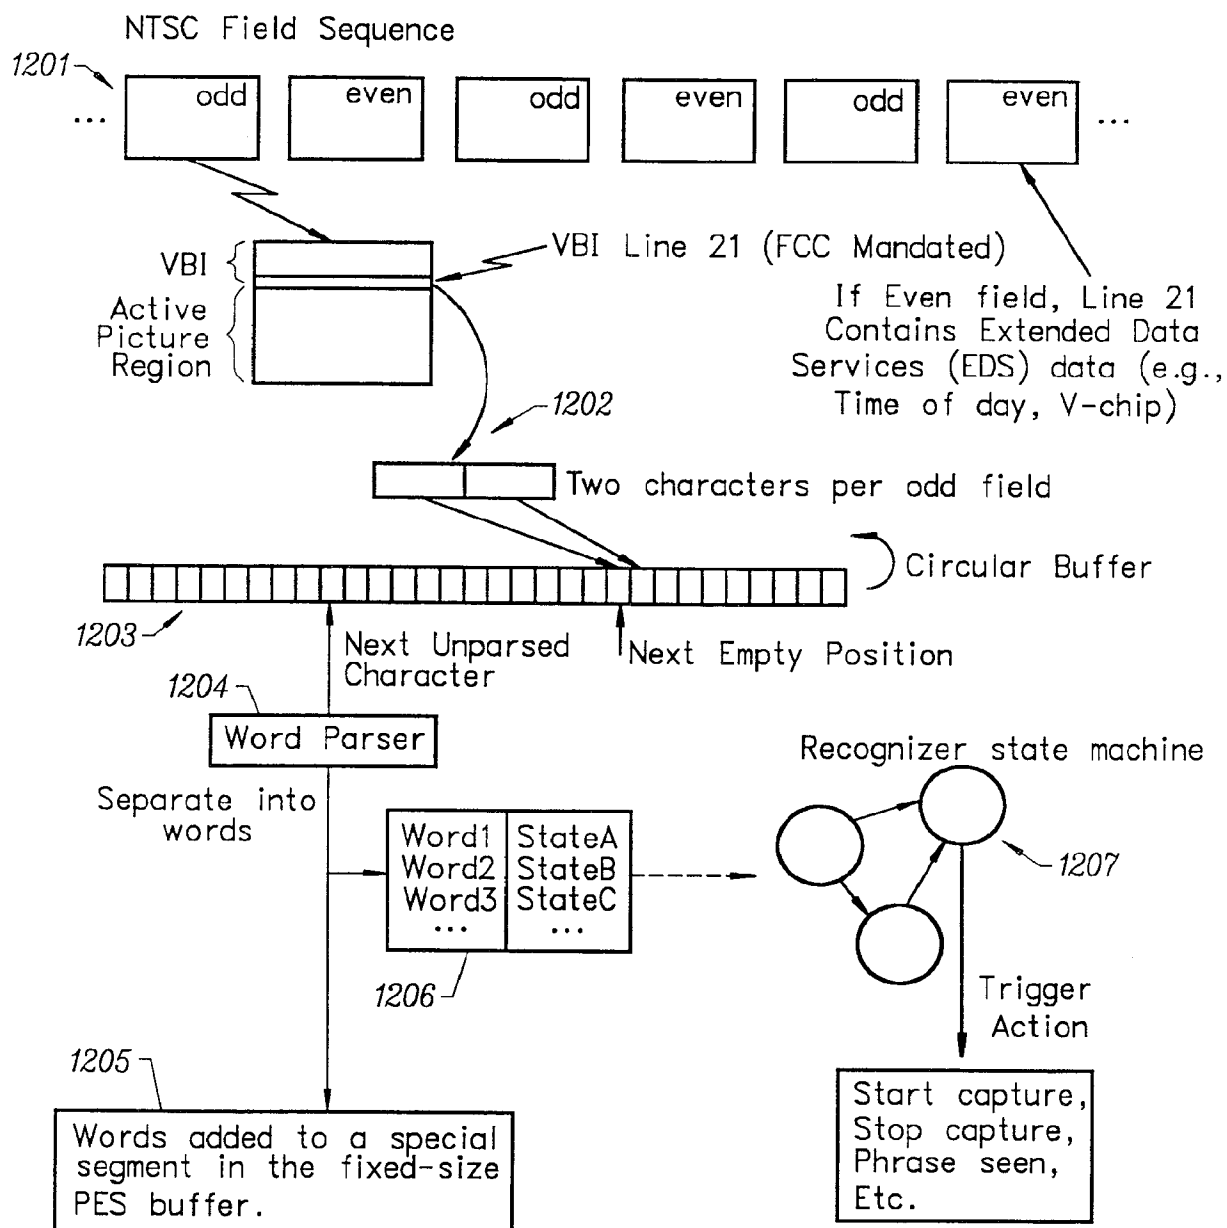 NTSC Field Sequence
1201
odd
even
odd
even
odd
even
...
...
VBI
VBI Line 21 (FCC Mandated)
Active
Picture
Region
If Even field, Line 21
Contains Extended Data
Services (EDS) data (e.g.,
Time of day, V-chip)
1202
Two characters per odd field
Circular Buffer
1203
Next Unparsed
Character
Next Empty Position
1204
Word Parser
Separate into
words
Recognizer state machine
Word1 StateA
Word2 StateB
Word3 StateC
... ...
1207
1206
Trigger
Action
1205
Words added to a special
segment in the fixed-size
PES buffer.
Start capture,
Stop capture,
Phrase seen,
Etc.